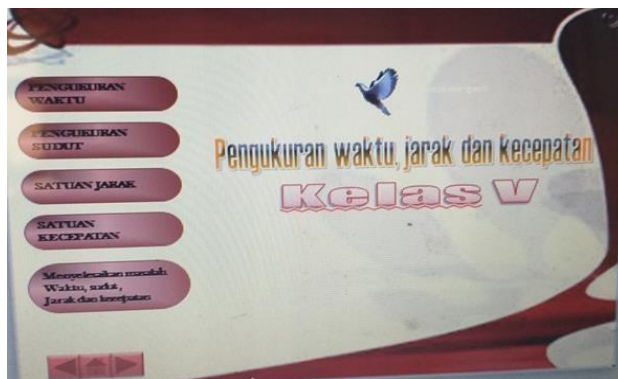 PENGUKURAN
WAKTU
PENGUKURAN
SUDUT
SATUAN JARAK
SATUAN
KECEPATAN
Menyelesaikan masalah
Waktu, sudut ,
Jarak dan kecepatan
Pengukuran waktu, jarak dan kecepatan
Kelas V